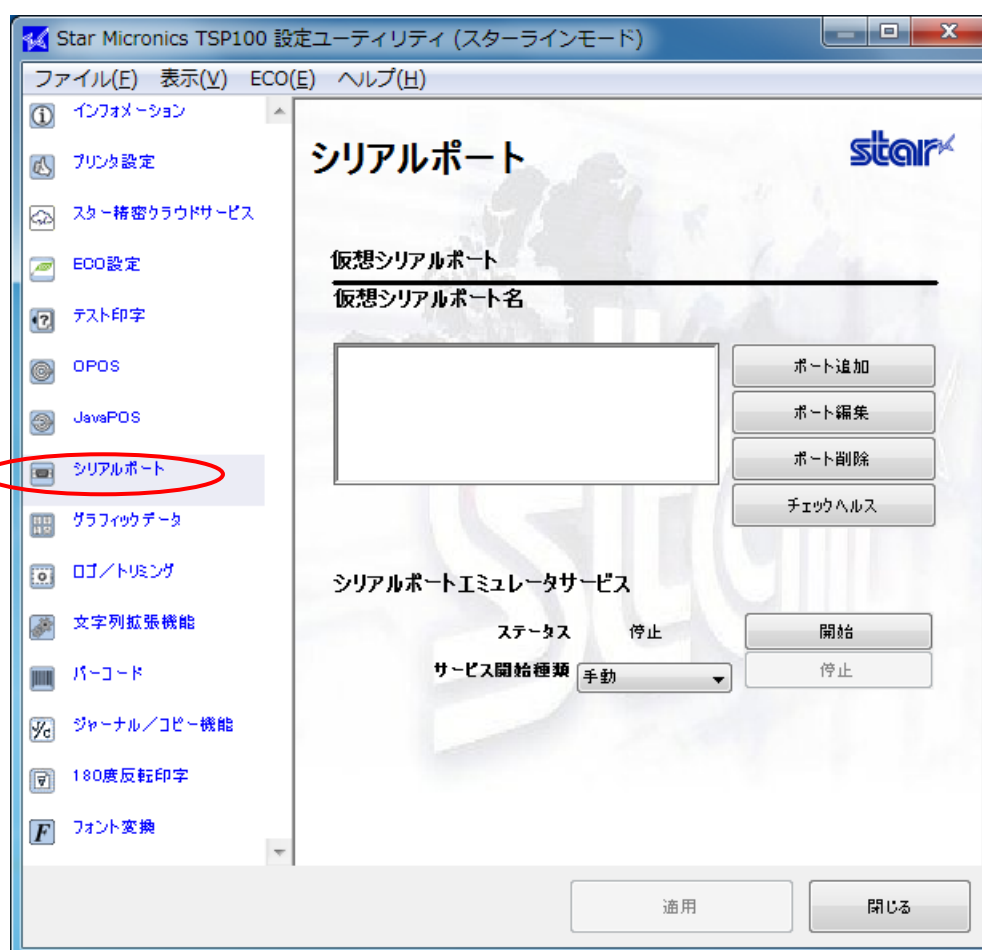 Star Micronics TSP100 設定ユーティリティ (スターラインモード)
ファイル(F) 表示(V) ECO(E) ヘルプ(H)
インフォメーション
プリンタ設定
スター精密クラウドサービス
ECO設定
テスト印字
OPOS
JavaPOS
シリアルポート
グラフィックデータ
ロゴ／トリミング
文字列拡張機能
バーコード
ジャーナル／コピー機能
180度反転印字
フォント変換
シリアルポート
star
仮想シリアルポート
仮想シリアルポート名
ポート追加
ポート編集
ポート削除
チェックヘルス
シリアルポートエミュレータサービス
ステータス 停止 開始
サービス開始種類 手動 停止
適用 閉じる